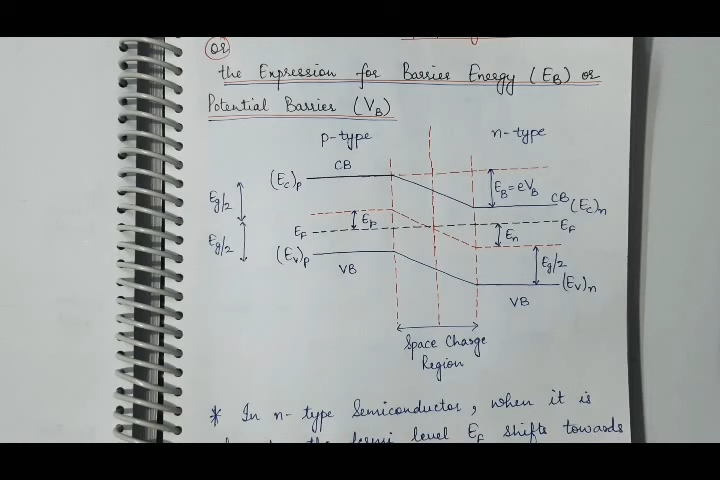 or
the Expression for Barrier Energy (EB) or
Potential Barrier (VB)
p-type
n-type
CB
(Ec)p
EB = eVB
CB (Ec)n
Eg/2
Ep
EF
EF
En
Eg/2
(Ev)p
VB
Eg/2
(Ev)n
VB
Space Charge
Region
* In n-type Semiconductor, when it is
the fermi level EF shifts towards